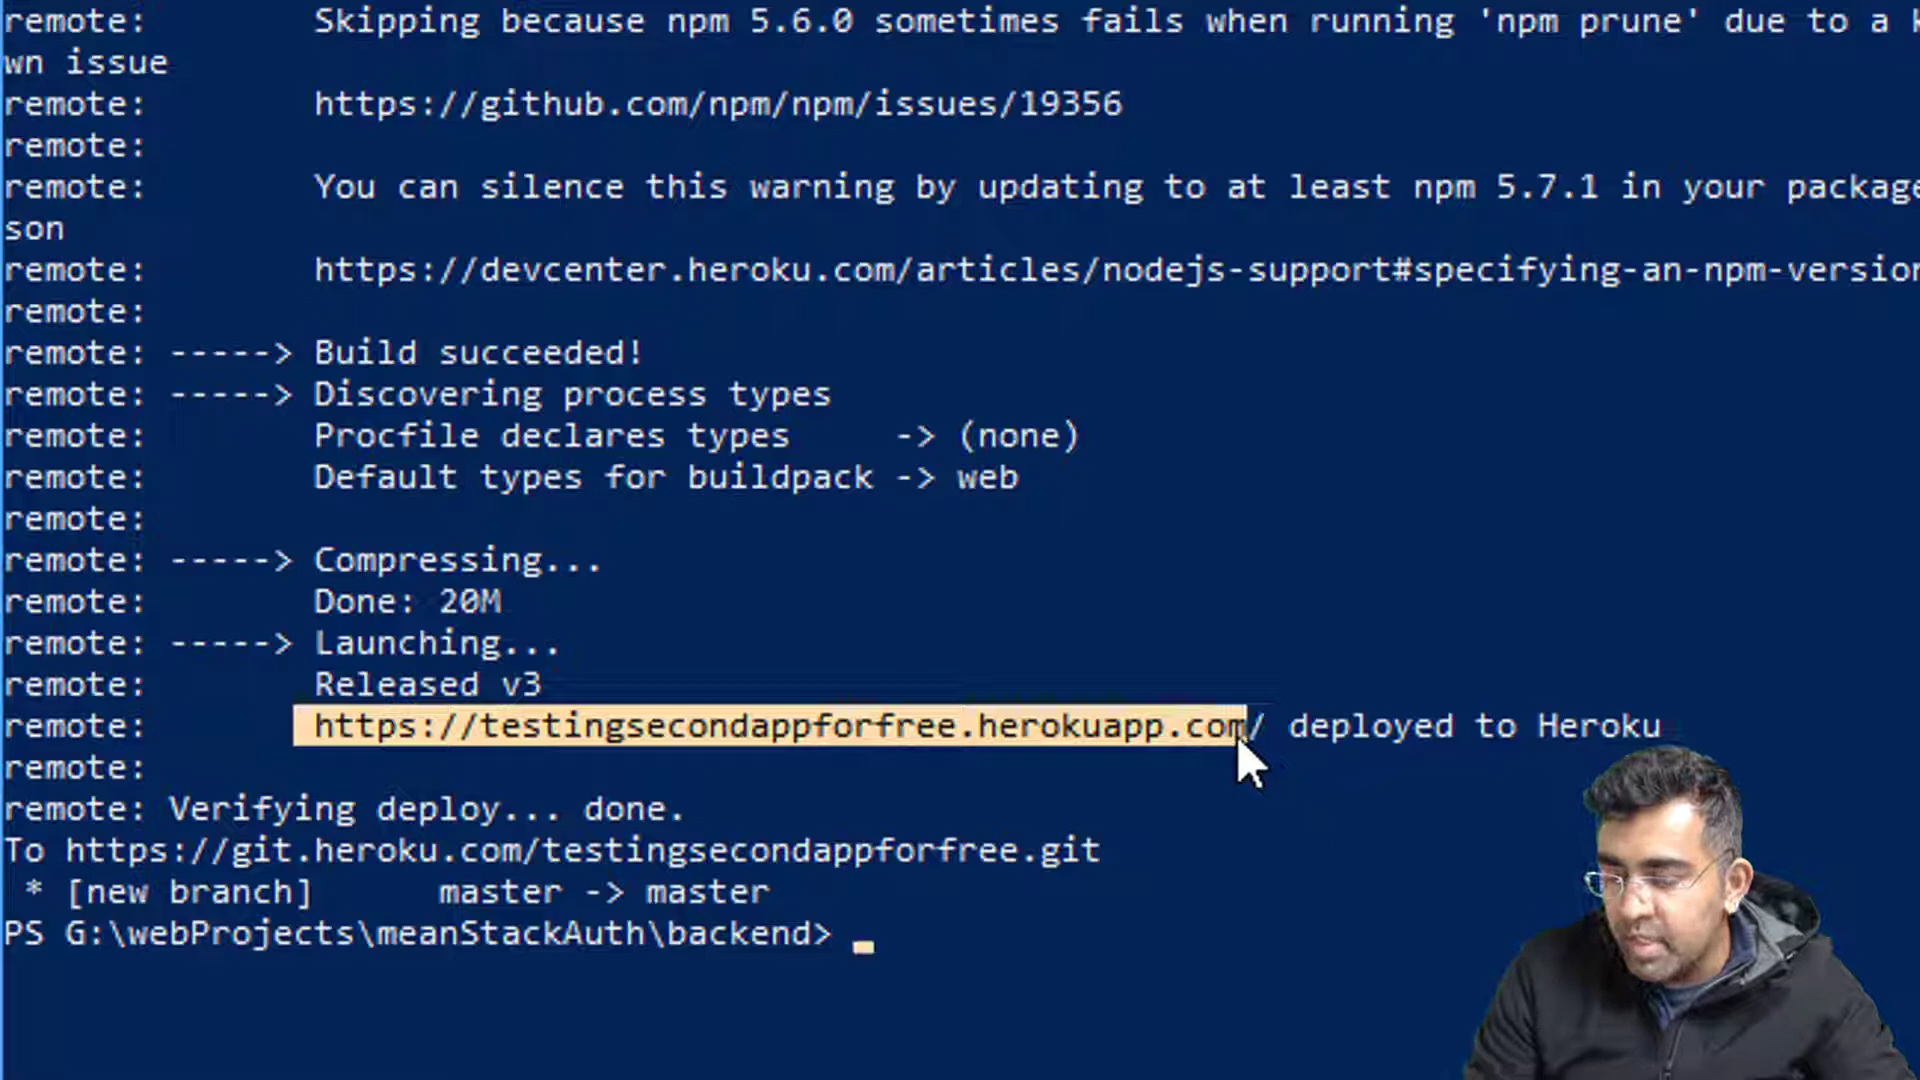 remote: Skipping because npm 5.6.0 sometimes fails when running 'npm prune' due to a
wn issue
remote: https://github.com/npm/npm/issues/19356
remote:
remote: You can silence this warning by updating to at least npm 5.7.1 in your package
son
remote: https://devcenter.heroku.com/articles/nodejs-support#specifying-an-npm-version
remote:
remote: -----> Build succeeded!
remote: -----> Discovering process types
remote: Procfile declares types -> (none)
remote: Default types for buildpack -> web
remote:
remote: -----> Compressing...
remote: Done: 20M
remote: -----> Launching...
remote: Released v3
remote: https://testingsecondappforfree.herokuapp.com/ deployed to Heroku
remote:
remote: Verifying deploy... done.
To https://git.heroku.com/testingsecondappforfree.git
* [new branch] master -> master
PS G:\webProjects\meanStackAuth\backend>